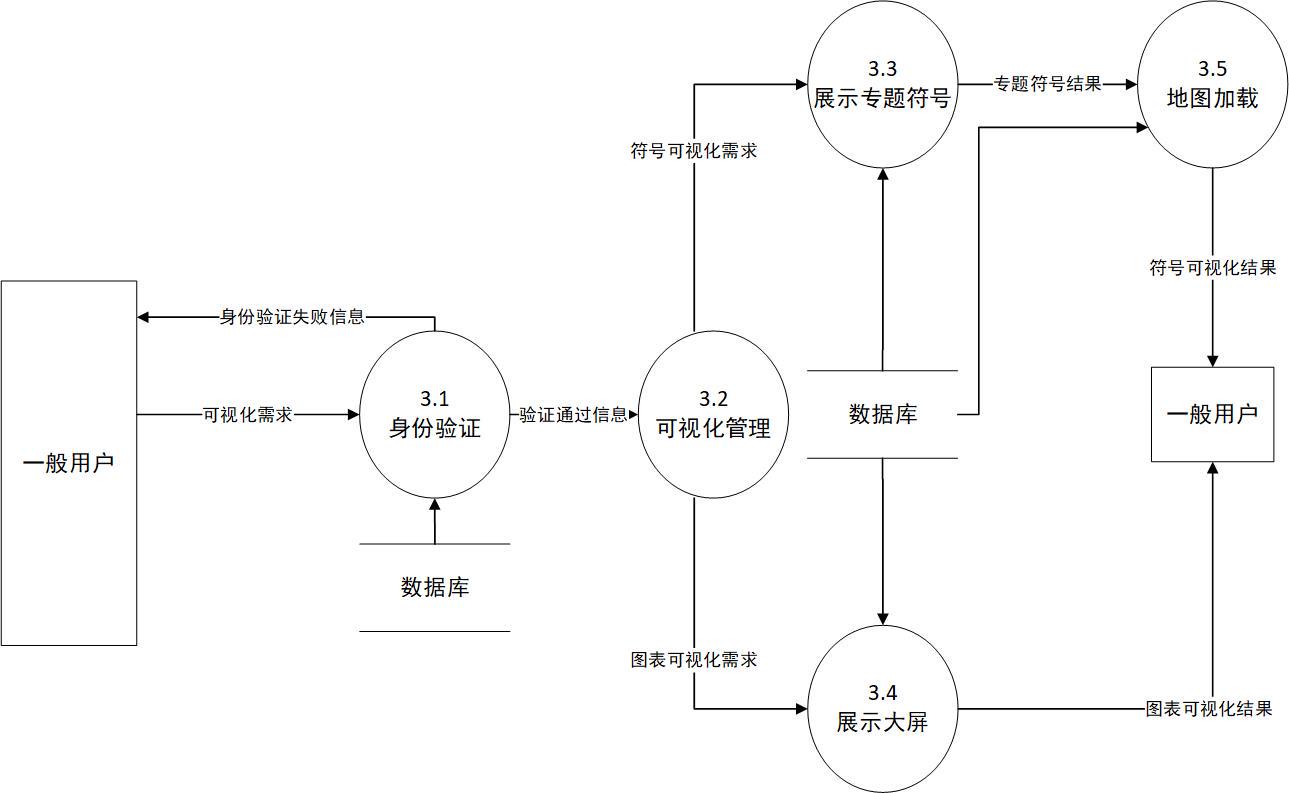 3.3
展示专题符号
专题符号结果
3.5
地图加载
符号可视化需求
符号可视化结果
身份验证失败信息
一般用户
可视化需求
3.1
身份验证
验证通过信息
3.2
可视化管理
数据库
一般用户
数据库
图表可视化需求
3.4
展示大屏
图表可视化结果